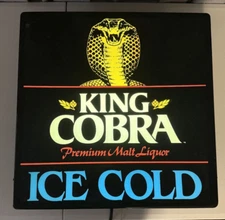 KING
COBRA
Premium Malt Liquor
ICE COLD